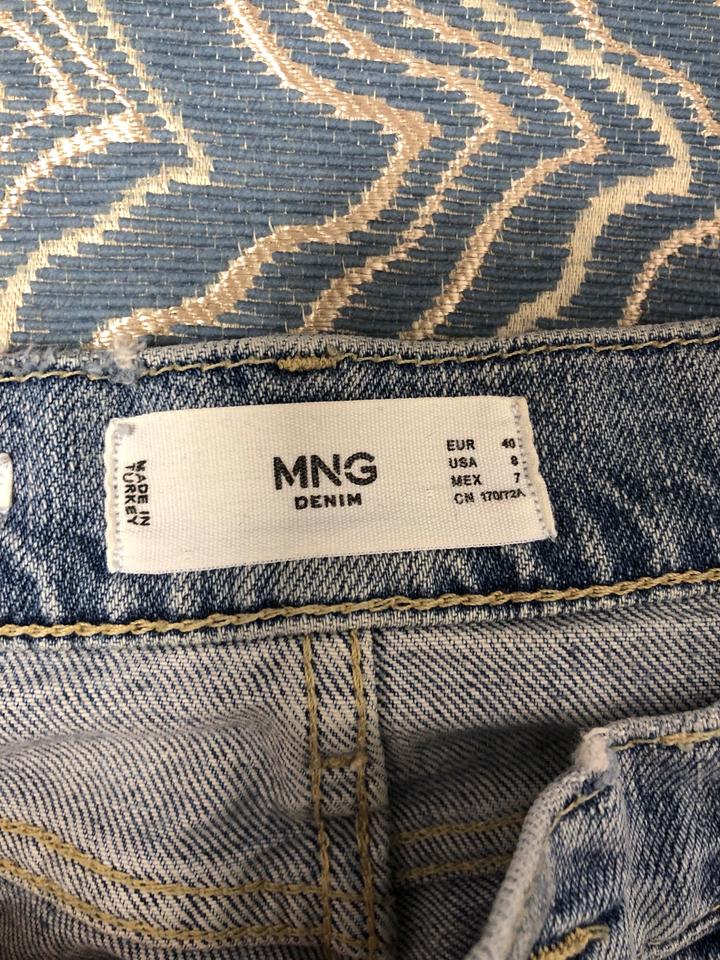 MADE IN
TURKEY
MNG
DENIM
EUR 40
USA 8
MEX 7
CN 170/72A